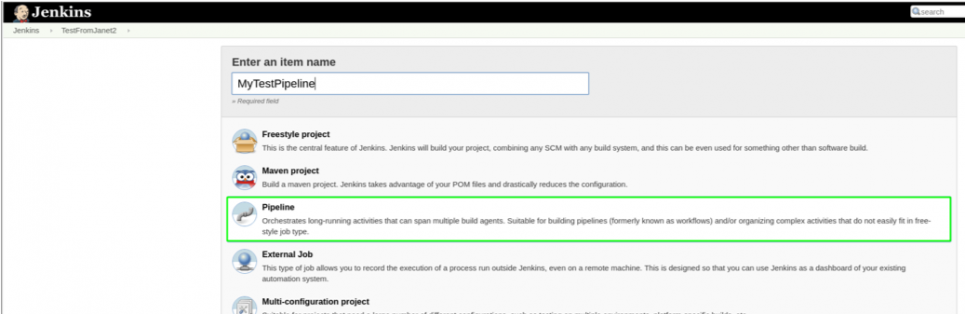 Jenkins
search
Jenkins TestFromJanet2
Enter an item name
MyTestPipeline
» Required field
Freestyle project
This is the central feature of Jenkins. Jenkins will build your project, combining any SCM with any build system, and this can be even used for something other than software build.
Maven project
Build a maven project. Jenkins takes advantage of your POM files and drastically reduces the configuration.
Pipeline
Orchestrates long-running activities that can span multiple build agents. Suitable for building pipelines (formerly known as workflows) and/or organizing complex activities that do not easily fit in free-
style job type.
External Job
This type of job allows you to record the execution of a process run outside Jenkins, even on a remote machine. This is designed so that you can use Jenkins as a dashboard of your existing
automation system.
Multi-configuration project